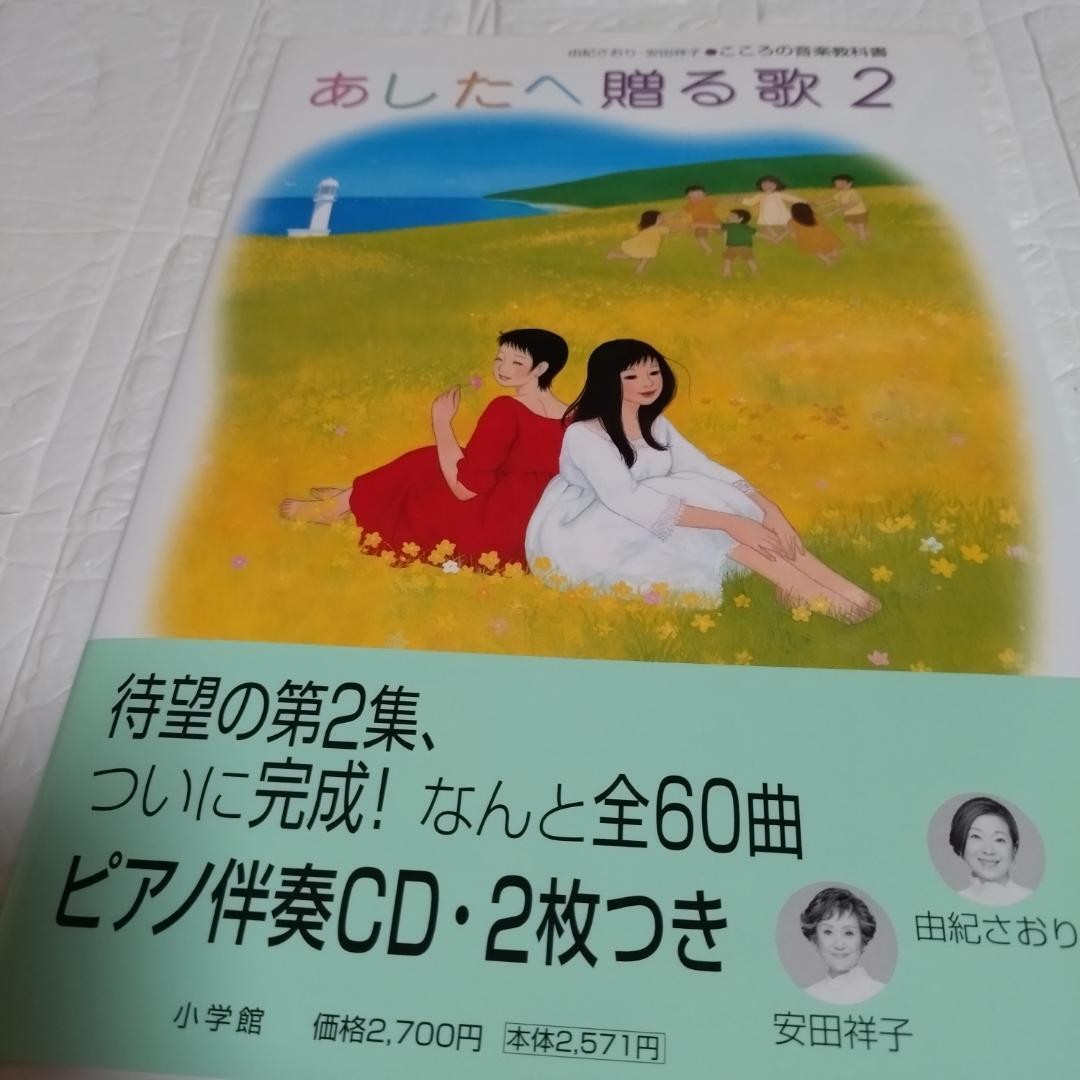 由紀さおり・安田祥子●こころの音楽教科書
あしたへ贈る歌 2
待望の第2集、
ついに完成! なんと全60曲
ピアノ伴奏CD・2枚つき
由紀さおり
安田祥子
小学館 価格2,700円 本体2,571円